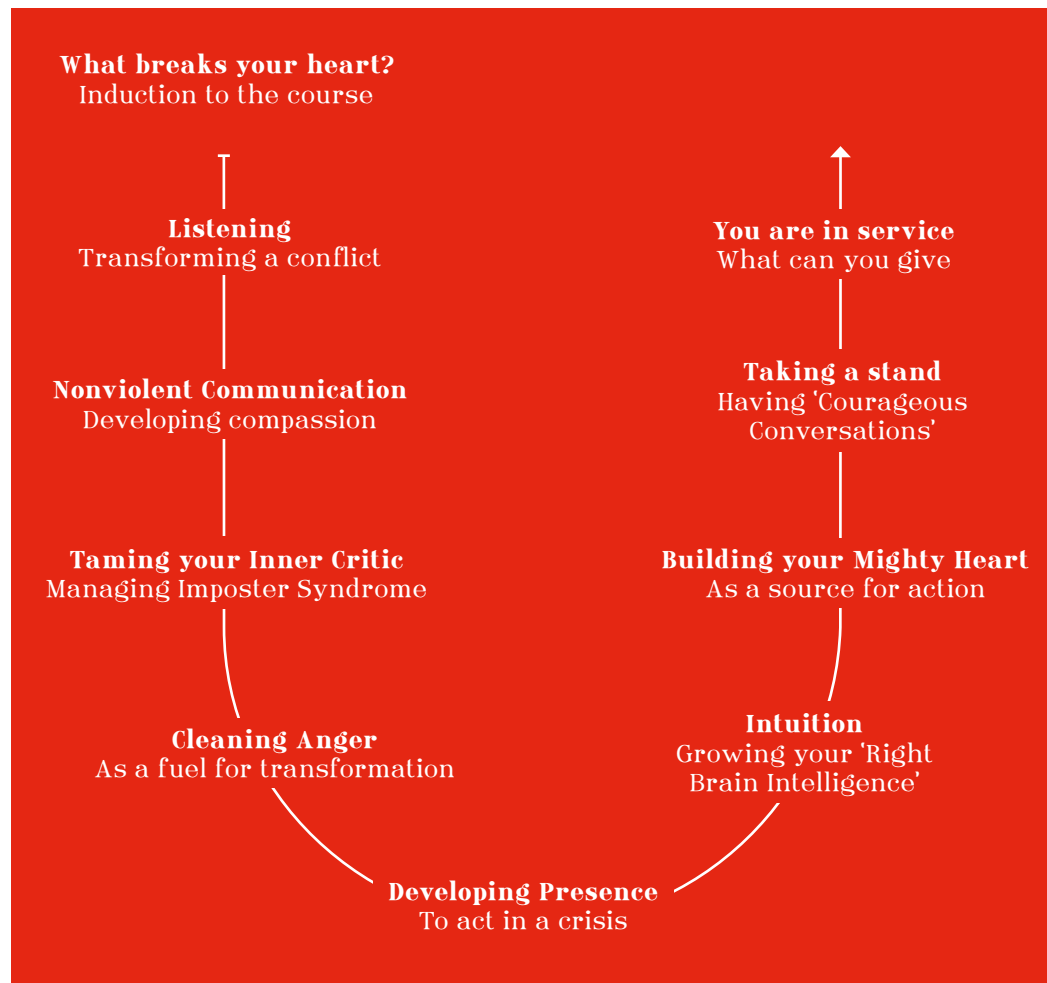 What breaks your heart?
Induction to the course
Listening
Transforming a conflict
Nonviolent Communication
Developing compassion
Taming your Inner Critic
Managing Imposter Syndrome
Cleaning Anger
As a fuel for transformation
Developing Presence
To act in a crisis
Intuition
Growing your ‘Right
Brain Intelligence’
Building your Mighty Heart
As a source for action
Taking a stand
Having ‘Courageous
Conversations’
You are in service
What can you give